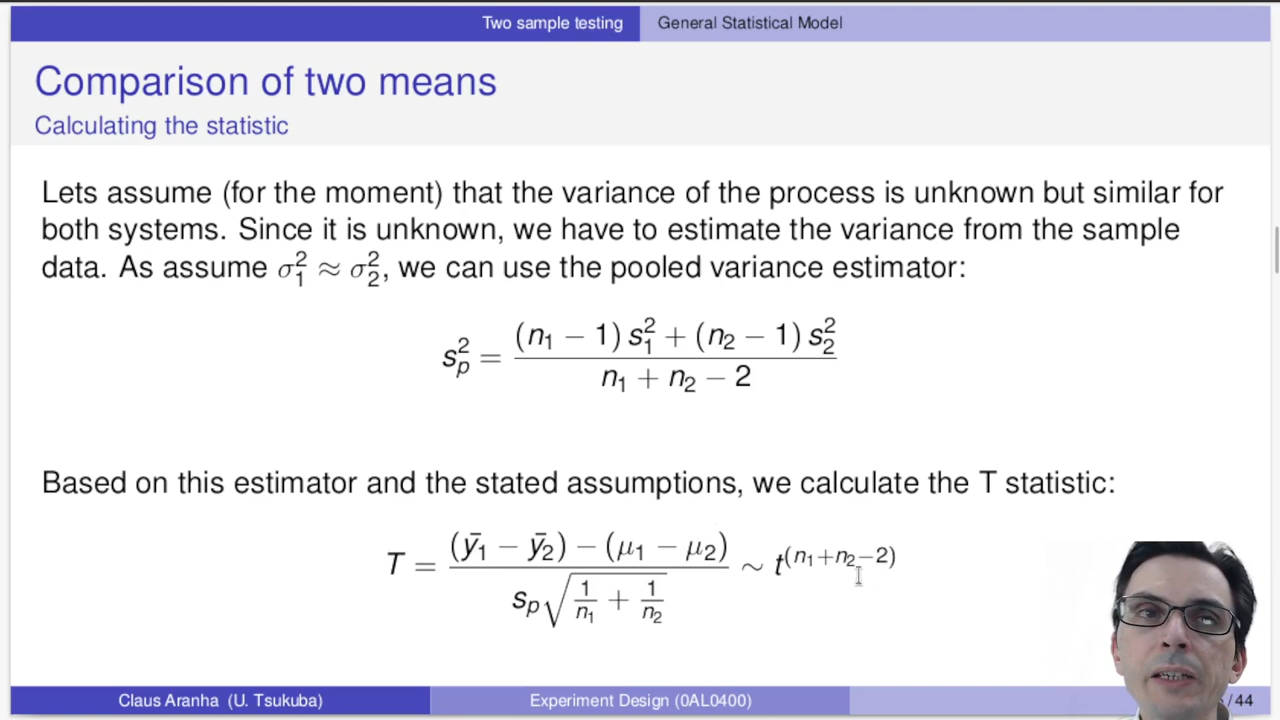 Two sample testing General Statistical Model
Comparison of two means
Calculating the statistic
Lets assume (for the moment) that the variance of the process is unknown but similar for
both systems. Since it is unknown, we have to estimate the variance from the sample
data. As assume σ₁² ≈ σ₂², we can use the pooled variance estimator:
s_p² = ((n₁ − 1) s₁² + (n₂ − 1) s₂²) / (n₁ + n₂ − 2)
Based on this estimator and the stated assumptions, we calculate the T statistic:
T = ((ȳ₁ − ȳ₂) − (μ₁ − μ₂)) / (s_p √(1/n₁ + 1/n₂)) ∼ t^(n₁+n₂−2)
Claus Aranha (U. Tsukuba) Experiment Design (0AL0400) / 44